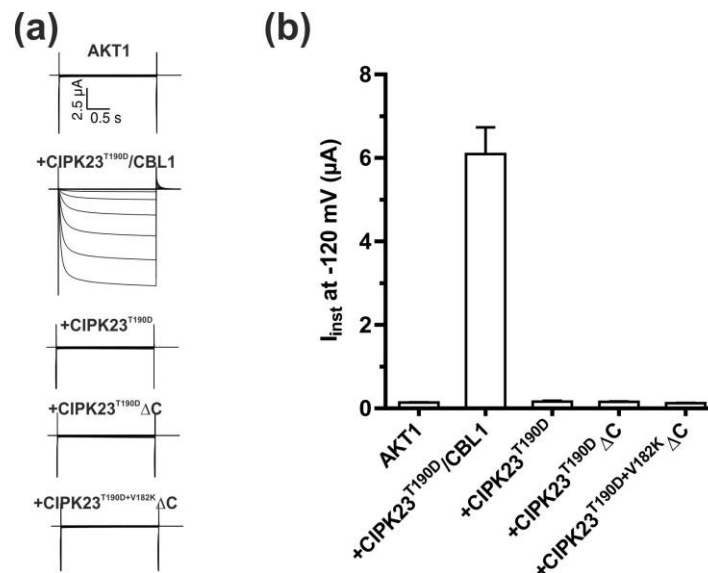 (a)
AKT1
2.5 µA
0.5 s
+CIPK23T190D/CBL1
+CIPK23T190D
+CIPK23T190DΔC
+CIPK23T190D+V182KΔC
(b)
Iinst at -120 mV (µA)
8
6
4
2
0
AKT1
+CIPK23T190D/CBL1
+CIPK23T190D
+CIPK23T190D ΔC
+CIPK23T190D+V182K ΔC